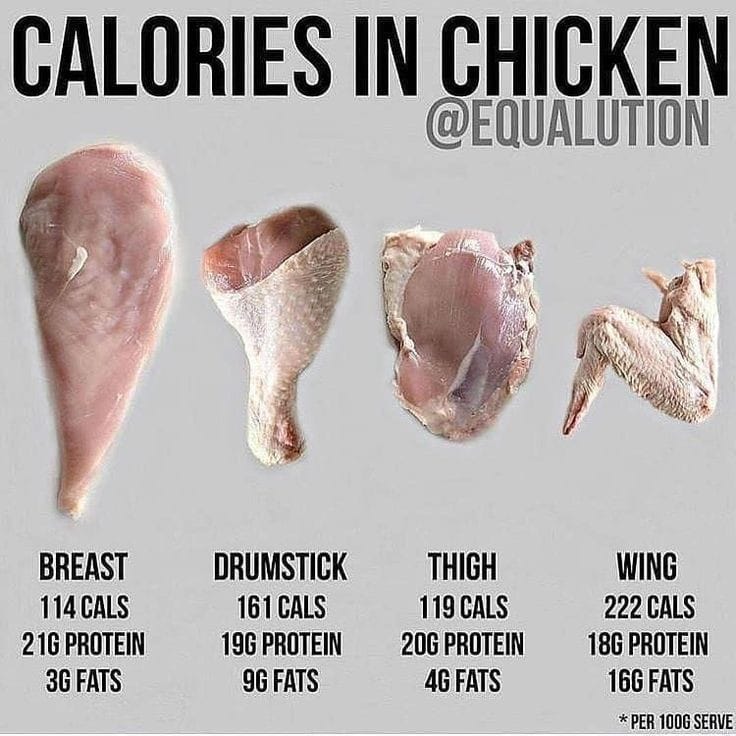 CALORIES IN CHICKEN
@EQUALUTION
BREAST
114 CALS
21G PROTEIN
3G FATS
DRUMSTICK
161 CALS
19G PROTEIN
9G FATS
THIGH
119 CALS
20G PROTEIN
4G FATS
WING
222 CALS
18G PROTEIN
16G FATS
* PER 100G SERVE